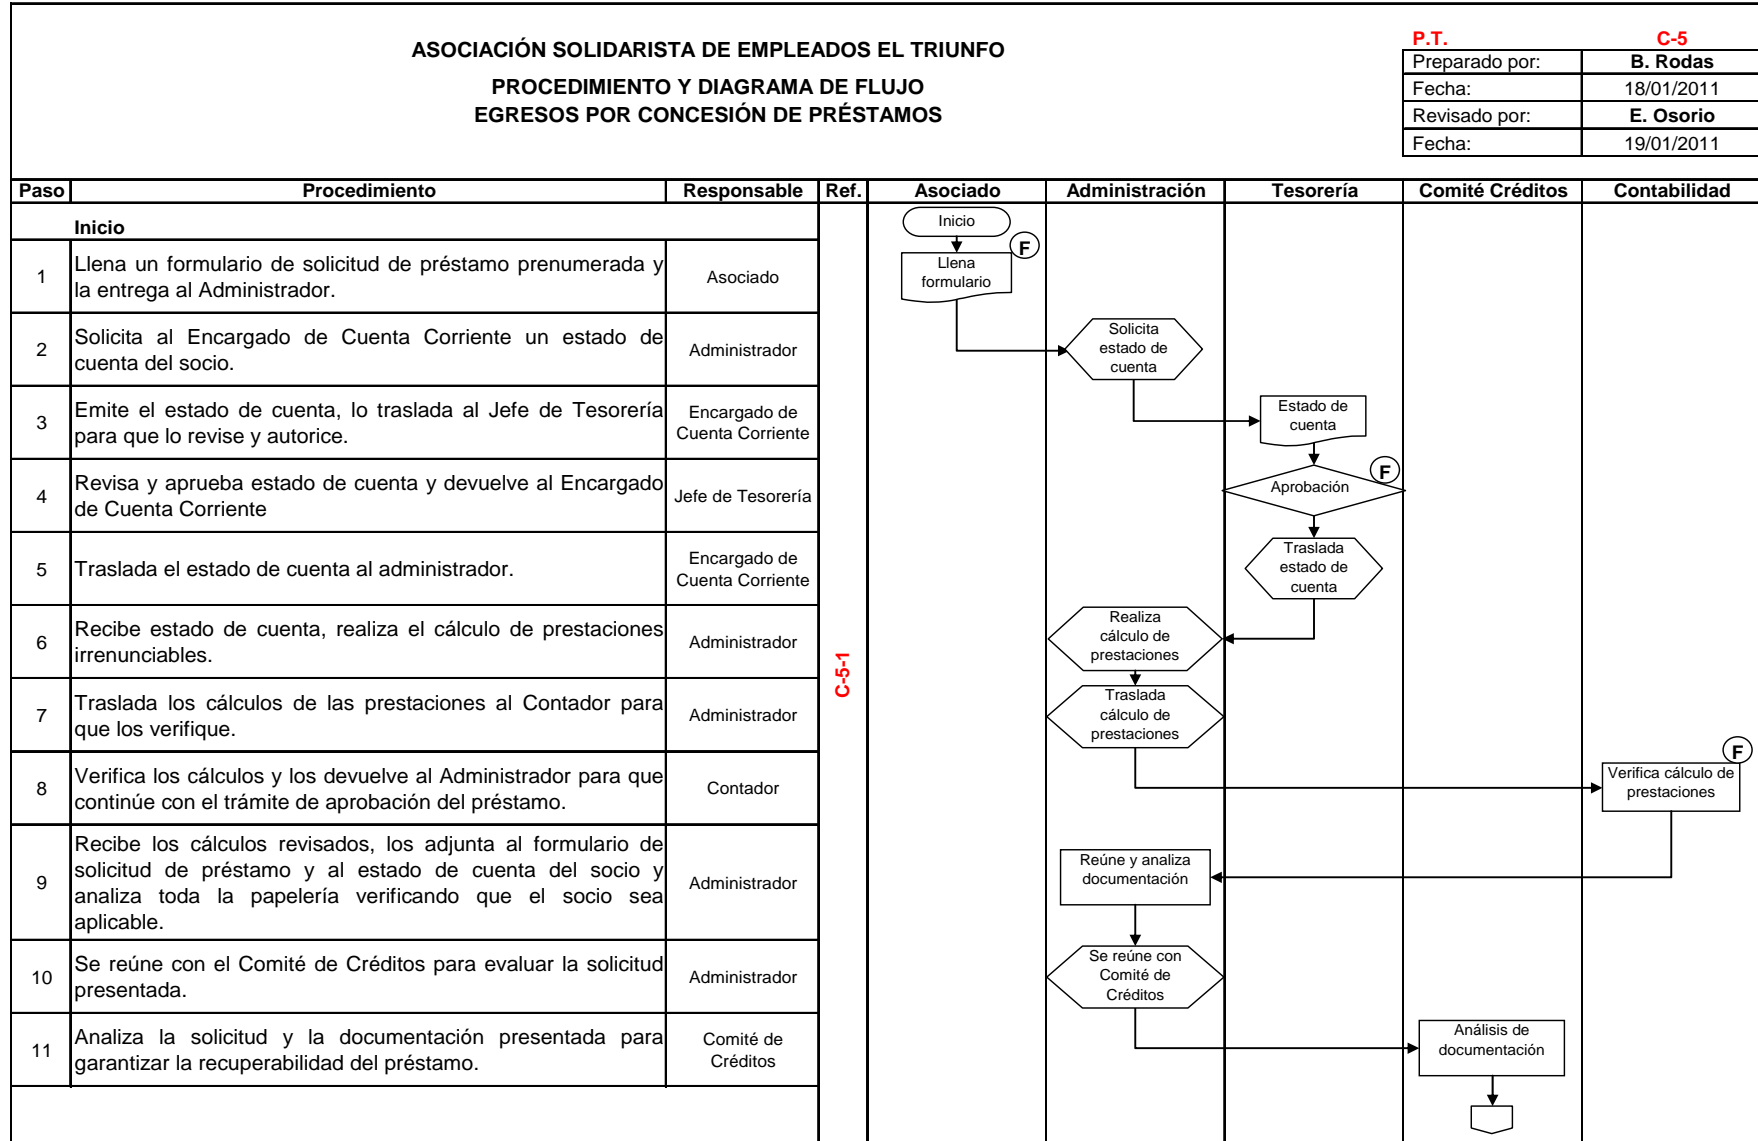 ASOCIACIÓN SOLIDARISTA DE EMPLEADOS EL TRIUNFO
PROCEDIMIENTO Y DIAGRAMA DE FLUJO
EGRESOS POR CONCESIÓN DE PRÉSTAMOS
P.T. C-5
Preparado por: B. Rodas
Fecha: 18/01/2011
Revisado por: E. Osorio
Fecha: 19/01/2011
Paso Procedimiento Responsable Ref. Asociado Administración Tesorería Comité Créditos Contabilidad
Inicio
1
Llena un formulario de solicitud de préstamo prenumerada y
la entrega al Administrador.
Asociado
2
Solicita al Encargado de Cuenta Corriente un estado de
cuenta del socio.
Administrador
3
Emite el estado de cuenta, lo traslada al Jefe de Tesorería
para que lo revise y autorice.
Encargado de
Cuenta Corriente
4
Revisa y aprueba estado de cuenta y devuelve al Encargado
de Cuenta Corriente
Jefe de Tesorería
5
Traslada el estado de cuenta al administrador.
Encargado de
Cuenta Corriente
6
Recibe estado de cuenta, realiza el cálculo de prestaciones
irrenunciables.
Administrador
7
Traslada los cálculos de las prestaciones al Contador para
que los verifique.
Administrador
8
Verifica los cálculos y los devuelve al Administrador para que
continúe con el trámite de aprobación del préstamo.
Contador
9
Recibe los cálculos revisados, los adjunta al formulario de
solicitud de préstamo y al estado de cuenta del socio y
analiza toda la papelería verificando que el socio sea
aplicable.
Administrador
10
Se reúne con el Comité de Créditos para evaluar la solicitud
presentada.
Administrador
11
Analiza la solicitud y la documentación presentada para
garantizar la recuperabilidad del préstamo.
Comité de
Créditos
C-5-1
Inicio
F
Llena
formulario
Solicita
estado de
cuenta
Estado de
cuenta
F
Aprobación
Traslada
estado de
cuenta
Realiza
cálculo de
prestaciones
Traslada
cálculo de
prestaciones
F
Verifica cálculo de
prestaciones
Reúne y analiza
documentación
Se reúne con
Comité de
Créditos
Análisis de
documentación